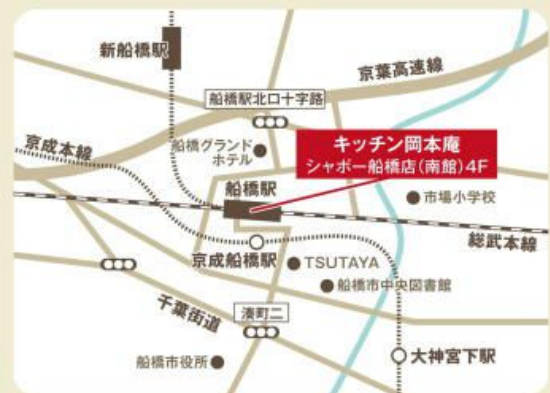 新船橋駅
京葉高速線
船橋駅北口十字路
京成本線
船橋グランド
ホテル
キッチン岡本庵
シャポー船橋店(南館)4F
船橋駅
市場小学校
総武本線
京成船橋駅
TSUTAYA
船橋市中央図書館
千葉街道
湊町二
船橋市役所
大神宮下駅